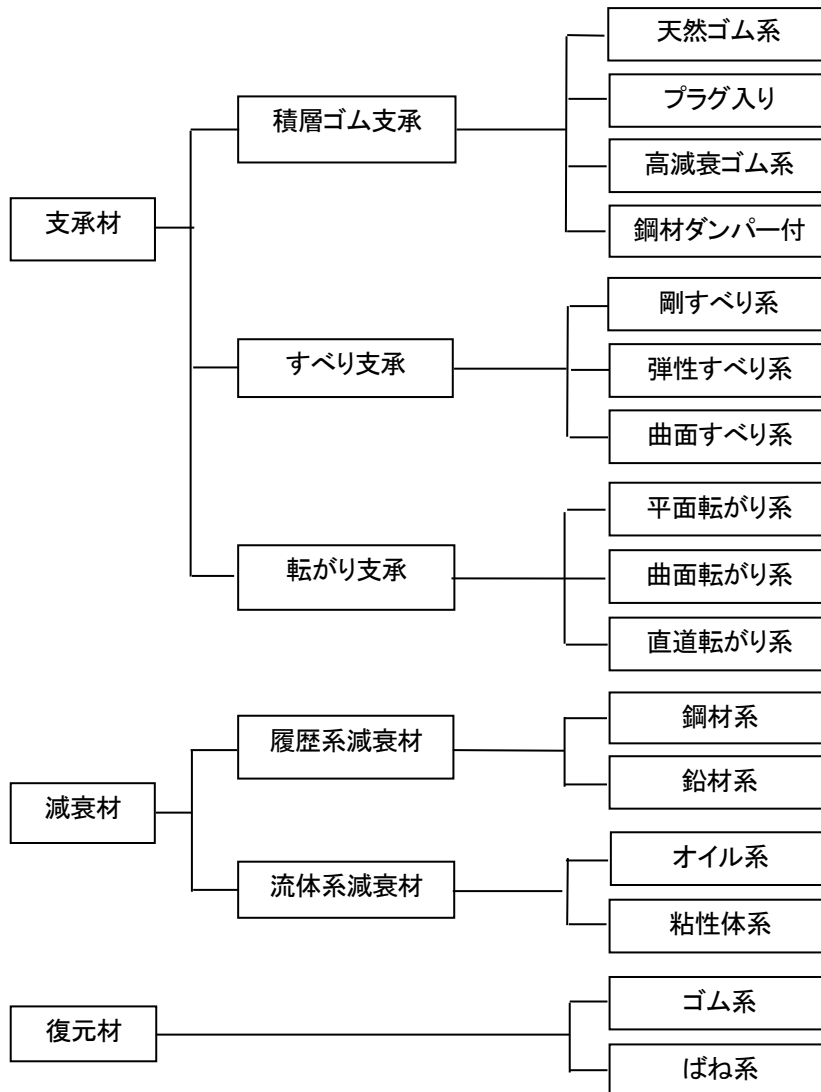 支承材
積層ゴム支承
天然ゴム系
プラグ入り
高減衰ゴム系
鋼材ダンパー付
すべり支承
剛すべり系
弾性すべり系
曲面すべり系
転がり支承
平面転がり系
曲面転がり系
直道転がり系
減衰材
履歴系減衰材
鋼材系
鉛材系
流体系減衰材
オイル系
粘性体系
復元材
ゴム系
ばね系